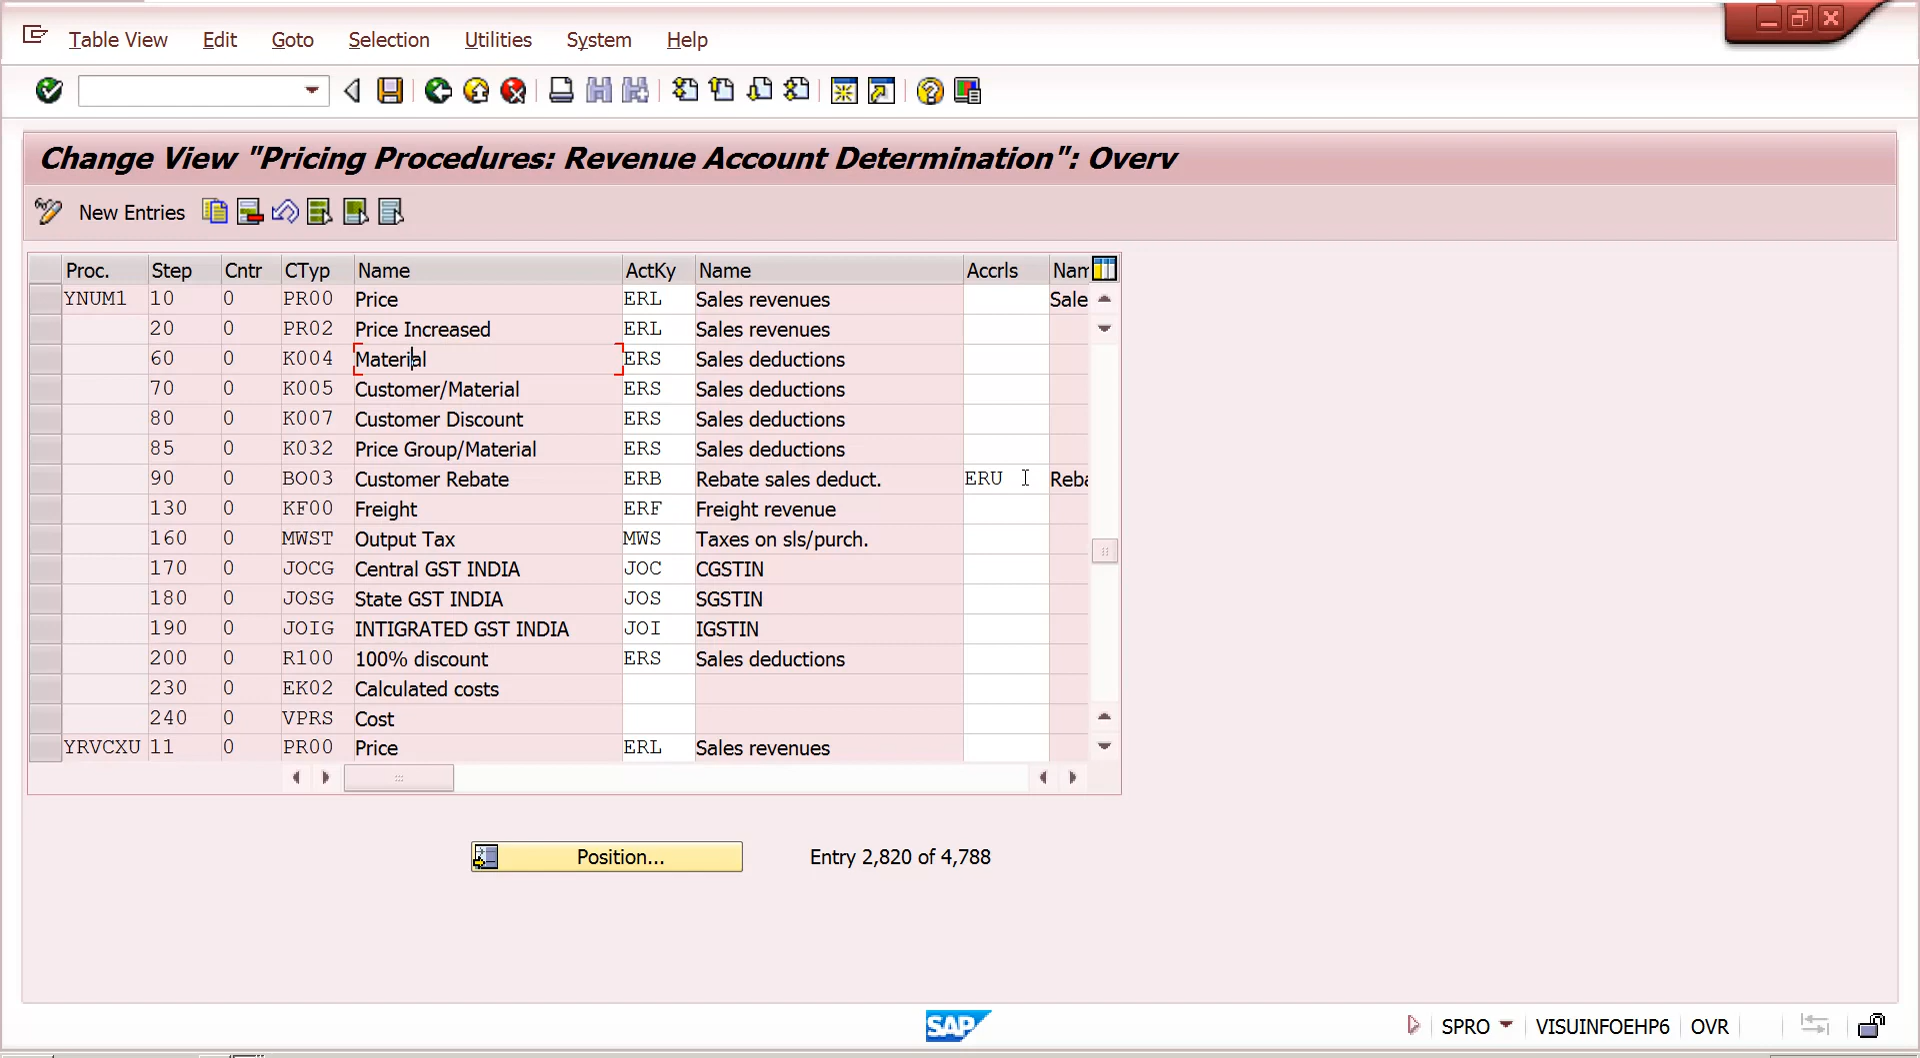 Table View Edit Goto Selection Utilities System Help
Change View "Pricing Procedures: Revenue Account Determination": Overv
New Entries
Proc. Step Cntr CTyp Name ActKy Name Accrls Nam
YNUM1 10 0 PR00 Price ERL Sales revenues Sale
20 0 PR02 Price Increased ERL Sales revenues
60 0 K004 Material ERS Sales deductions
70 0 K005 Customer/Material ERS Sales deductions
80 0 K007 Customer Discount ERS Sales deductions
85 0 K032 Price Group/Material ERS Sales deductions
90 0 BO03 Customer Rebate ERB Rebate sales deduct. ERU Reba
130 0 KF00 Freight ERF Freight revenue
160 0 MWST Output Tax MWS Taxes on sls/purch.
170 0 JOCG Central GST INDIA JOC CGSTIN
180 0 JOSG State GST INDIA JOS SGSTIN
190 0 JOIG INTIGRATED GST INDIA JOI IGSTIN
200 0 R100 100% discount ERS Sales deductions
230 0 EK02 Calculated costs
240 0 VPRS Cost
YRVCXU 11 0 PR00 Price ERL Sales revenues
Position... Entry 2,820 of 4,788
SAP SPRO VISUINFOEHP6 OVR